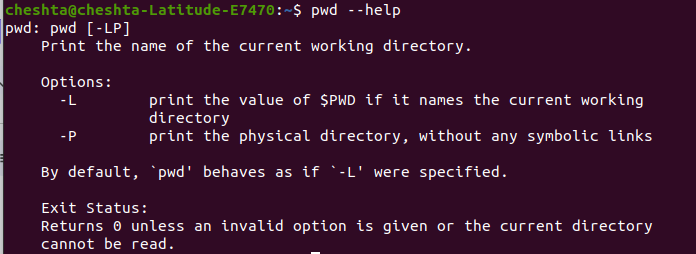 cheshta@cheshta-Latitude-E7470:~$ pwd --help
pwd: pwd [-LP]
    Print the name of the current working directory.

    Options:
      -L        print the value of $PWD if it names the current working
                directory
      -P        print the physical directory, without any symbolic links

    By default, `pwd' behaves as if `-L' were specified.

    Exit Status:
    Returns 0 unless an invalid option is given or the current directory
    cannot be read.